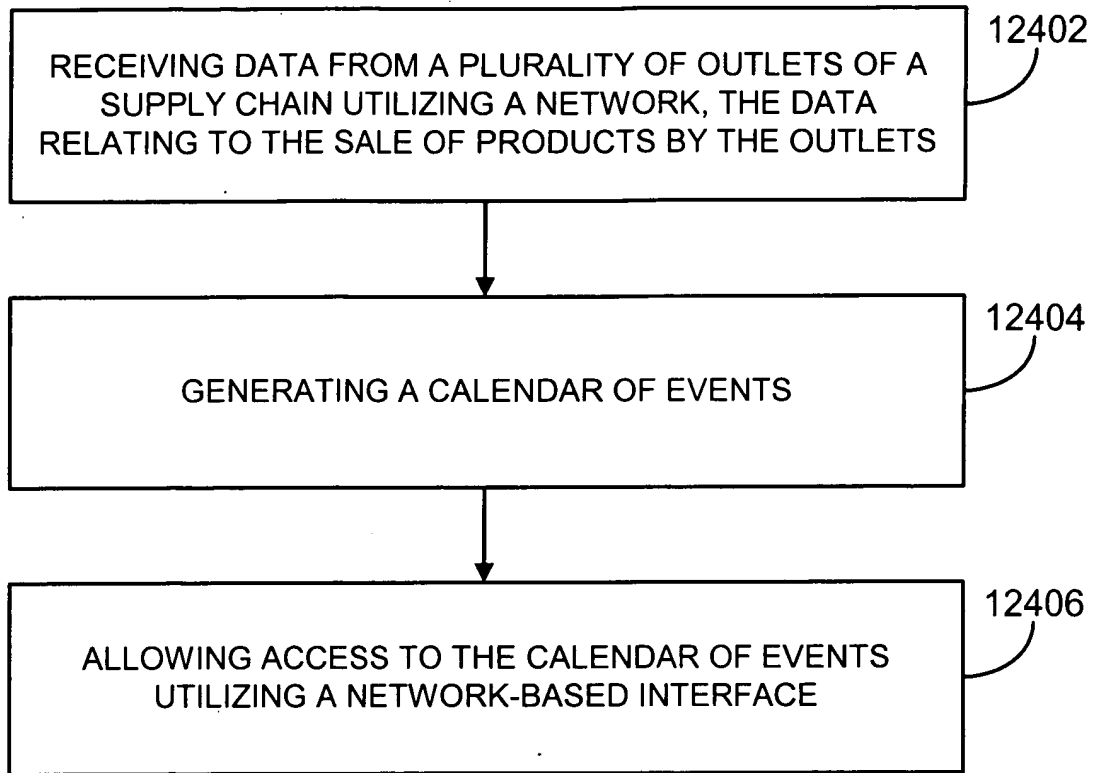 12402
RECEIVING DATA FROM A PLURALITY OF OUTLETS OF A
SUPPLY CHAIN UTILIZING A NETWORK, THE DATA
RELATING TO THE SALE OF PRODUCTS BY THE OUTLETS
12404
GENERATING A CALENDAR OF EVENTS
12406
ALLOWING ACCESS TO THE CALENDAR OF EVENTS
UTILIZING A NETWORK-BASED INTERFACE